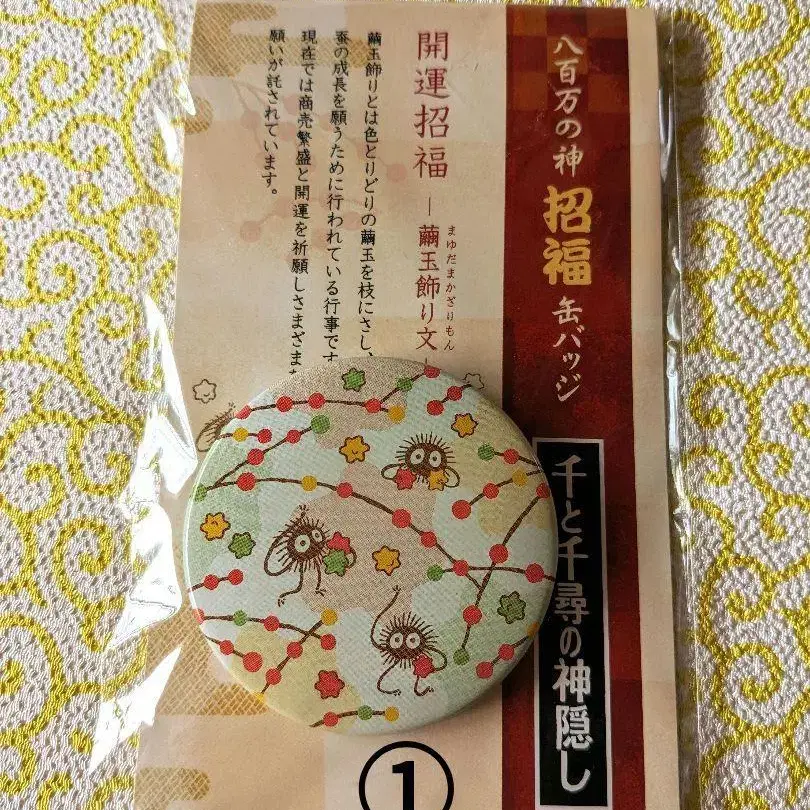 八百万の神 招福 缶バッジ
千と千尋の神隠し
開運招福 ― 繭玉飾り文 ―
まゆだまかざりもん
繭玉飾りとは色とりどりの繭玉を枝にさし、
蚕の成長を願うために行われている行事です
現在では商売繁盛と開運を祈願しさまざまな
願いが託されています。
①